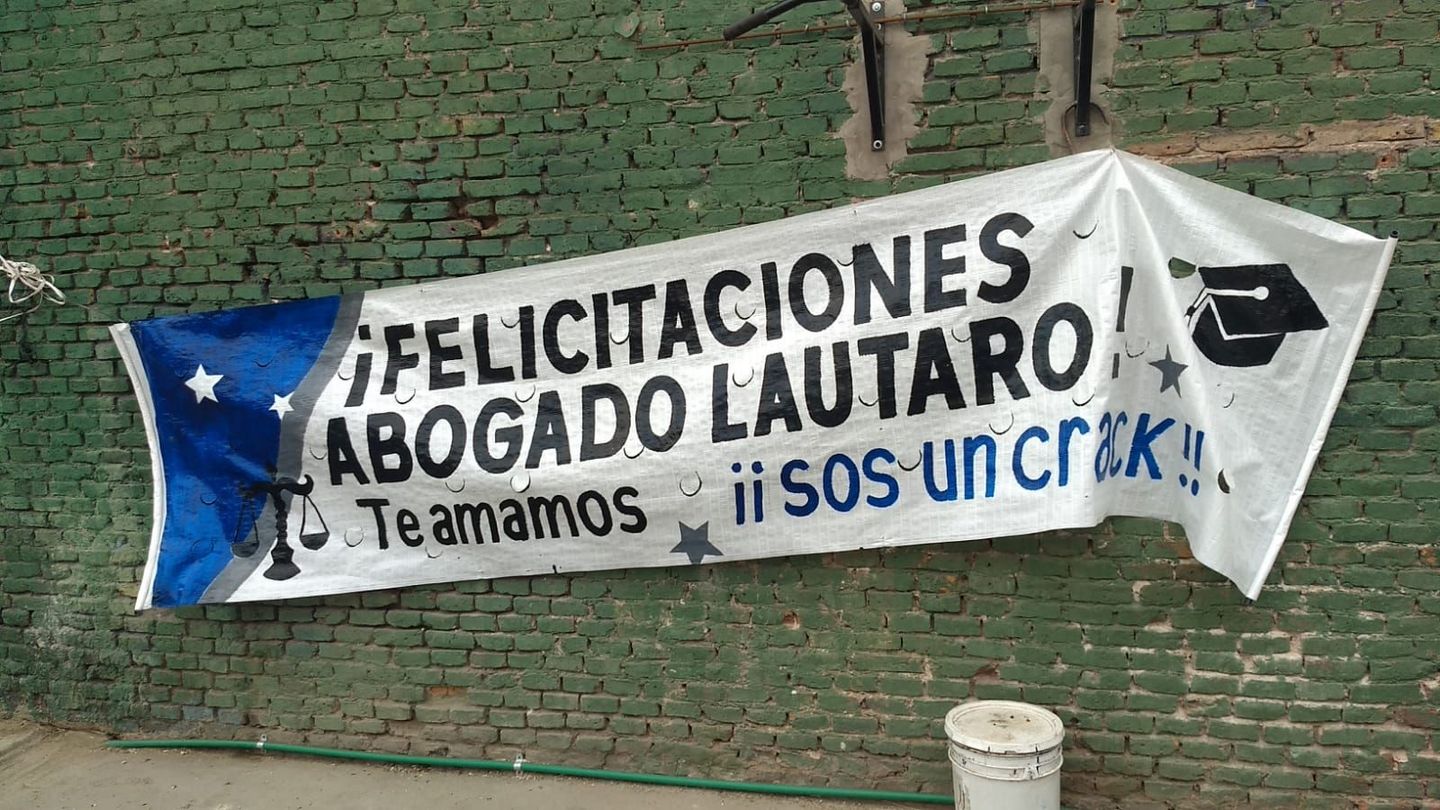 ¡FELICITACIONES
ABOGADO LAUTARO!
Te amamos ¡¡sos un crack!!